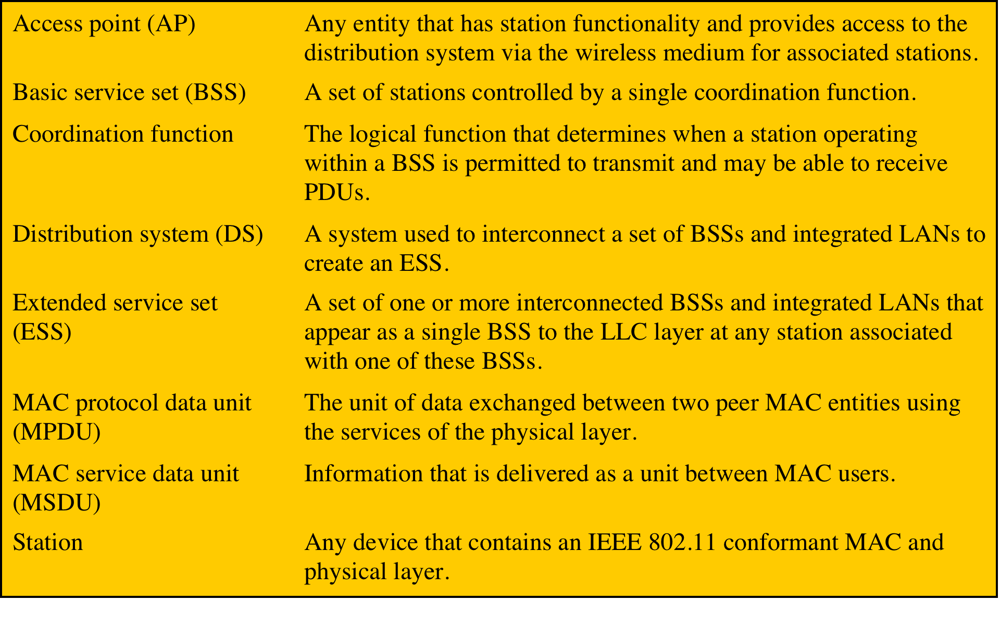 Access point (AP) Any entity that has station functionality and provides access to the
distribution system via the wireless medium for associated stations.
Basic service set (BSS) A set of stations controlled by a single coordination function.
Coordination function The logical function that determines when a station operating
within a BSS is permitted to transmit and may be able to receive
PDUs.
Distribution system (DS) A system used to interconnect a set of BSSs and integrated LANs to
create an ESS.
Extended service set A set of one or more interconnected BSSs and integrated LANs that
(ESS) appear as a single BSS to the LLC layer at any station associated
with one of these BSSs.
MAC protocol data unit The unit of data exchanged between two peer MAC entities using
(MPDU) the services of the physical layer.
MAC service data unit Information that is delivered as a unit between MAC users.
(MSDU)
Station Any device that contains an IEEE 802.11 conformant MAC and
physical layer.